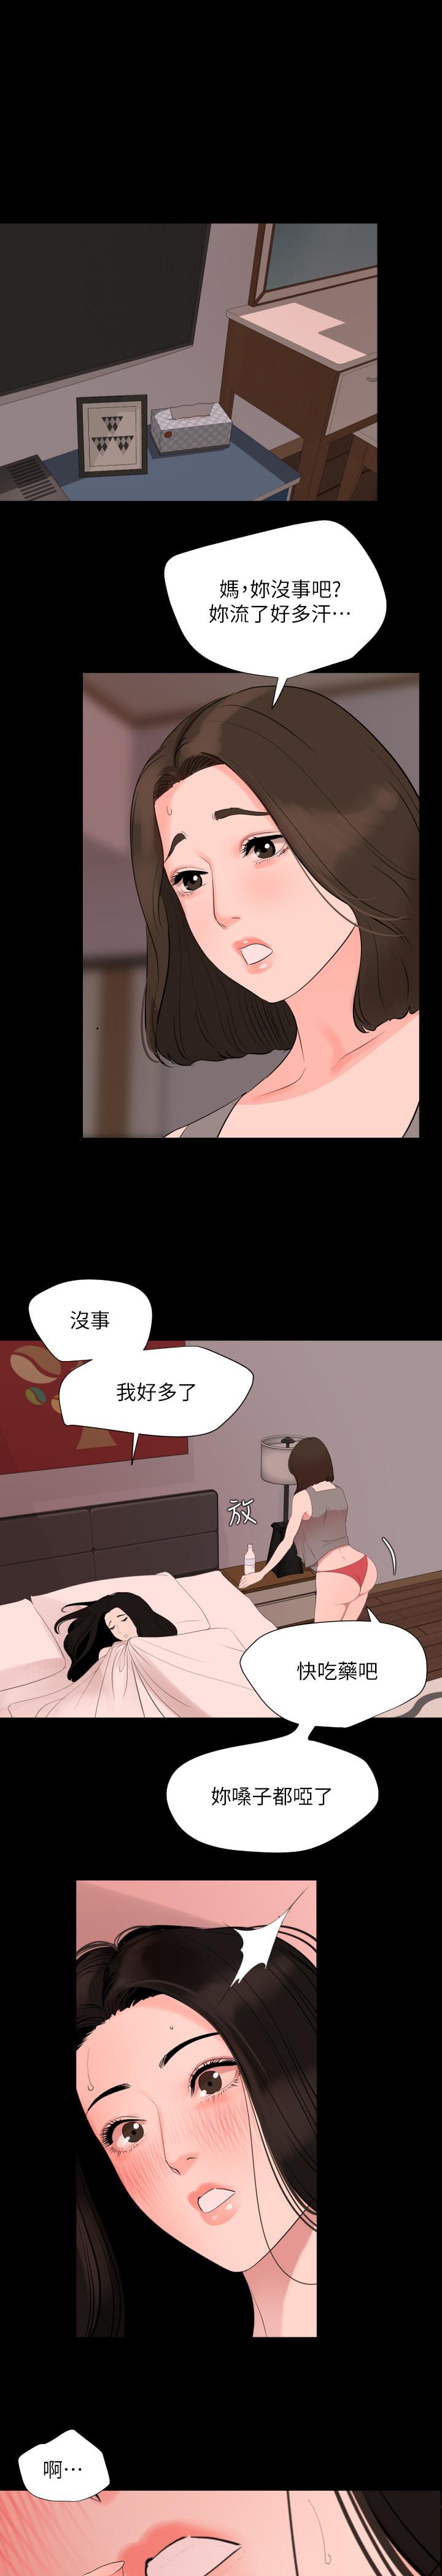 媽,妳沒事吧?
妳流了好多汗…
沒事
我好多了
放
快吃藥吧
妳嗓子都啞了
啊…